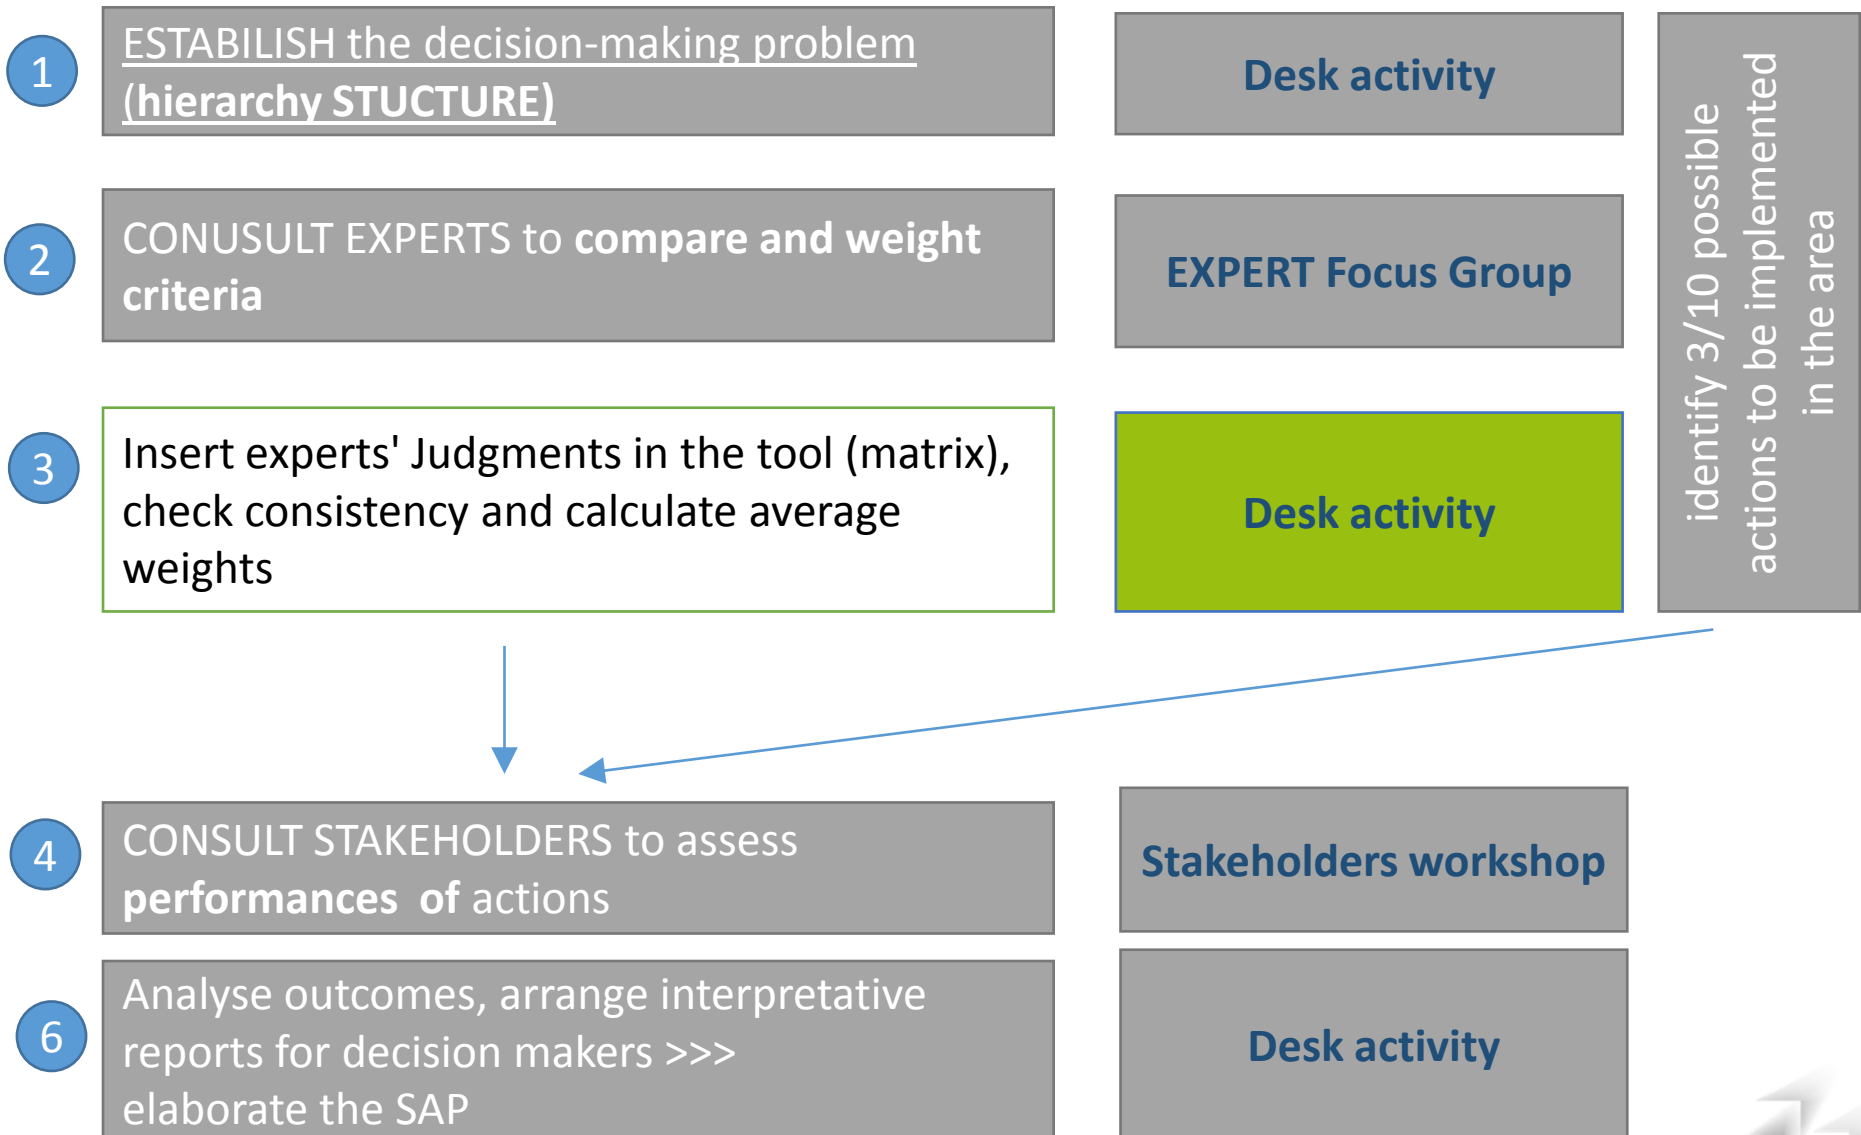 1
ESTABILISH the decision-making problem
(hierarchy STUCTURE)
Desk activity
2
CONUSULT EXPERTS to compare and weight
criteria
EXPERT Focus Group
3
Insert experts' Judgments in the tool (matrix),
check consistency and calculate average
weights
Desk activity
identify 3/10 possible
actions to be implemented
in the area
4
CONSULT STAKEHOLDERS to assess
performances of actions
Stakeholders workshop
6
Analyse outcomes, arrange interpretative
reports for decision makers >>>
elaborate the SAP
Desk activity